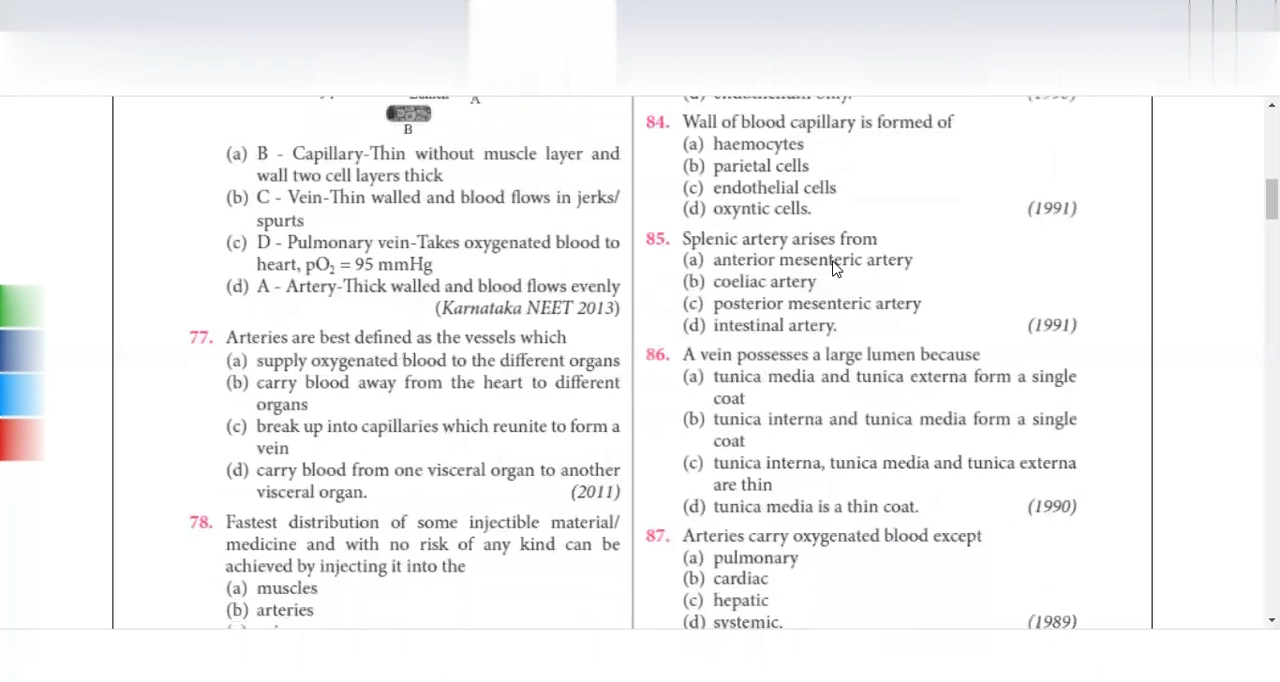 A
B
(a) B - Capillary-Thin without muscle layer and
wall two cell layers thick
(b) C - Vein-Thin walled and blood flows in jerks/
spurts
(c) D - Pulmonary vein-Takes oxygenated blood to
heart, pO₂ = 95 mmHg
(d) A - Artery-Thick walled and blood flows evenly
(Karnataka NEET 2013)
77. Arteries are best defined as the vessels which
(a) supply oxygenated blood to the different organs
(b) carry blood away from the heart to different
organs
(c) break up into capillaries which reunite to form a
vein
(d) carry blood from one visceral organ to another
visceral organ. (2011)
78. Fastest distribution of some injectible material/
medicine and with no risk of any kind can be
achieved by injecting it into the
(a) muscles
(b) arteries
84. Wall of blood capillary is formed of
(a) haemocytes
(b) parietal cells
(c) endothelial cells
(d) oxyntic cells. (1991)
85. Splenic artery arises from
(a) anterior mesenteric artery
(b) coeliac artery
(c) posterior mesenteric artery
(d) intestinal artery. (1991)
86. A vein possesses a large lumen because
(a) tunica media and tunica externa form a single
coat
(b) tunica interna and tunica media form a single
coat
(c) tunica interna, tunica media and tunica externa
are thin
(d) tunica media is a thin coat. (1990)
87. Arteries carry oxygenated blood except
(a) pulmonary
(b) cardiac
(c) hepatic
(d) systemic. (1989)